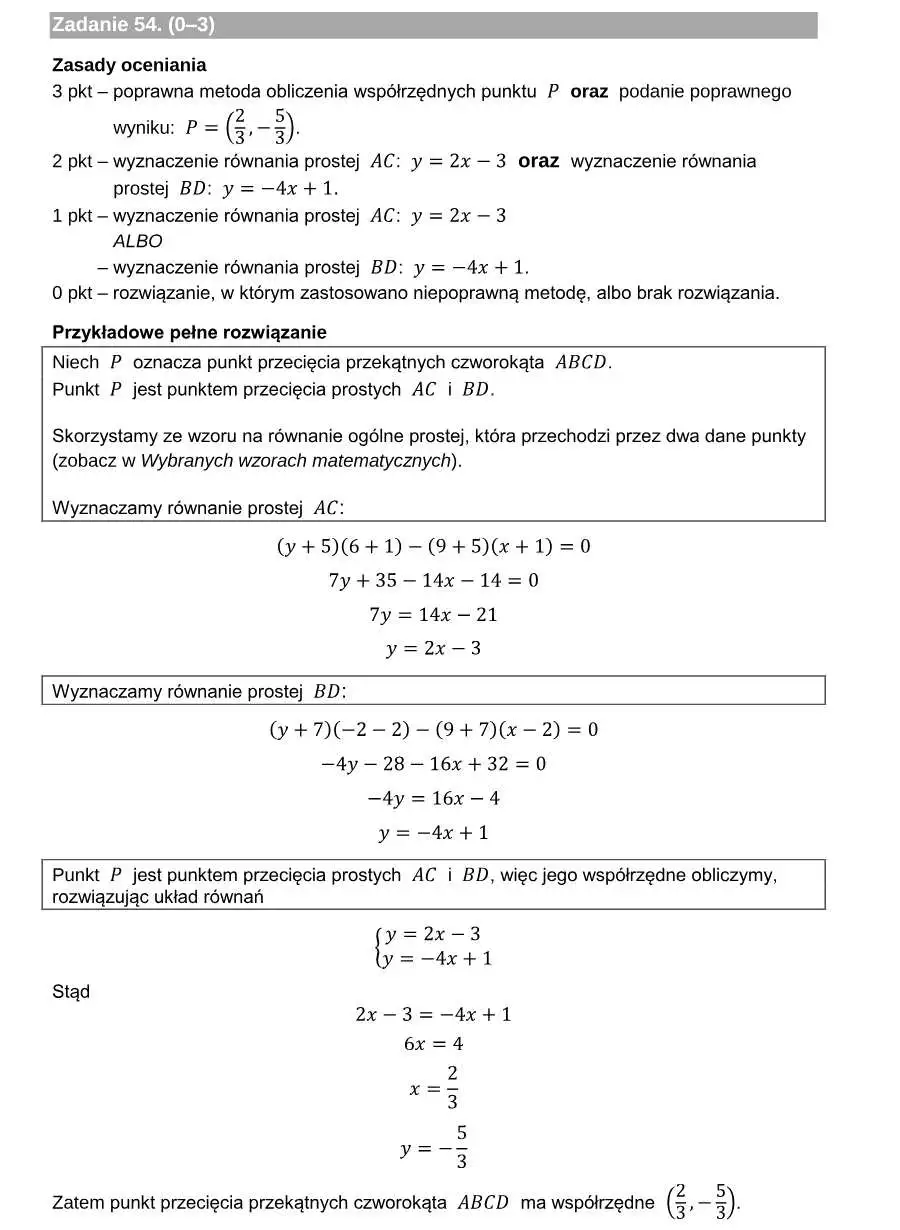 Zadanie 54. (0–3)
Zasady oceniania
3 pkt – poprawna metoda obliczenia współrzędnych punktu P oraz podanie poprawnego
wyniku: P = (2/3, −5/3).
2 pkt – wyznaczenie równania prostej AC: y = 2x − 3 oraz wyznaczenie równania
prostej BD: y = −4x + 1.
1 pkt – wyznaczenie równania prostej AC: y = 2x − 3
ALBO
– wyznaczenie równania prostej BD: y = −4x + 1.
0 pkt – rozwiązanie, w którym zastosowano niepoprawną metodę, albo brak rozwiązania.
Przykładowe pełne rozwiązanie
Niech P oznacza punkt przecięcia przekątnych czworokąta ABCD.
Punkt P jest punktem przecięcia prostych AC i BD.
Skorzystamy ze wzoru na równanie ogólne prostej, która przechodzi przez dwa dane punkty
(zobacz w Wybranych wzorach matematycznych).
Wyznaczamy równanie prostej AC:
(y + 5)(6 + 1) − (9 + 5)(x + 1) = 0
7y + 35 − 14x − 14 = 0
7y = 14x − 21
y = 2x − 3
Wyznaczamy równanie prostej BD:
(y + 7)(−2 − 2) − (9 + 7)(x − 2) = 0
−4y − 28 − 16x + 32 = 0
−4y = 16x − 4
y = −4x + 1
Punkt P jest punktem przecięcia prostych AC i BD, więc jego współrzędne obliczymy,
rozwiązując układ równań
{y = 2x − 3
y = −4x + 1
Stąd
2x − 3 = −4x + 1
6x = 4
x = 2/3
y = −5/3
Zatem punkt przecięcia przekątnych czworokąta ABCD ma współrzędne (2/3, −5/3).